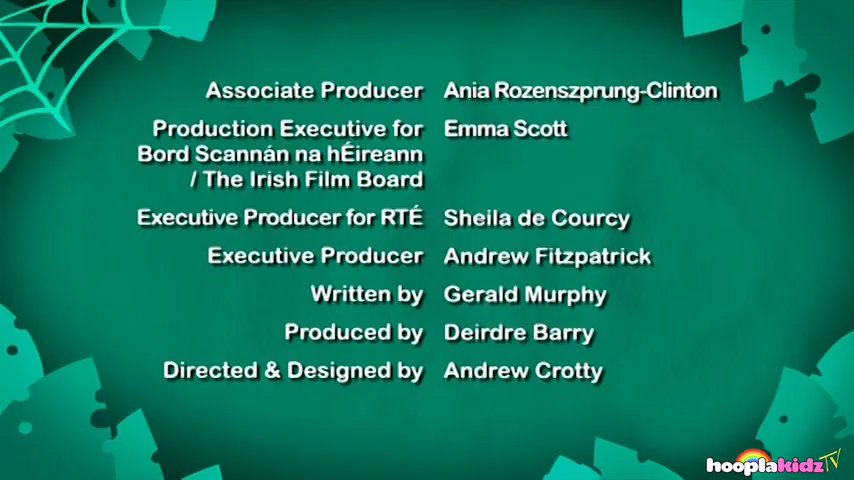 Associate Producer Ania Rozenszprung-Clinton
Production Executive for Emma Scott
Bord Scannán na hÉireann
/ The Irish Film Board
Executive Producer for RTÉ Sheila de Courcy
Executive Producer Andrew Fitzpatrick
Written by Gerald Murphy
Produced by Deirdre Barry
Directed & Designed by Andrew Crotty
hooplakidz TV